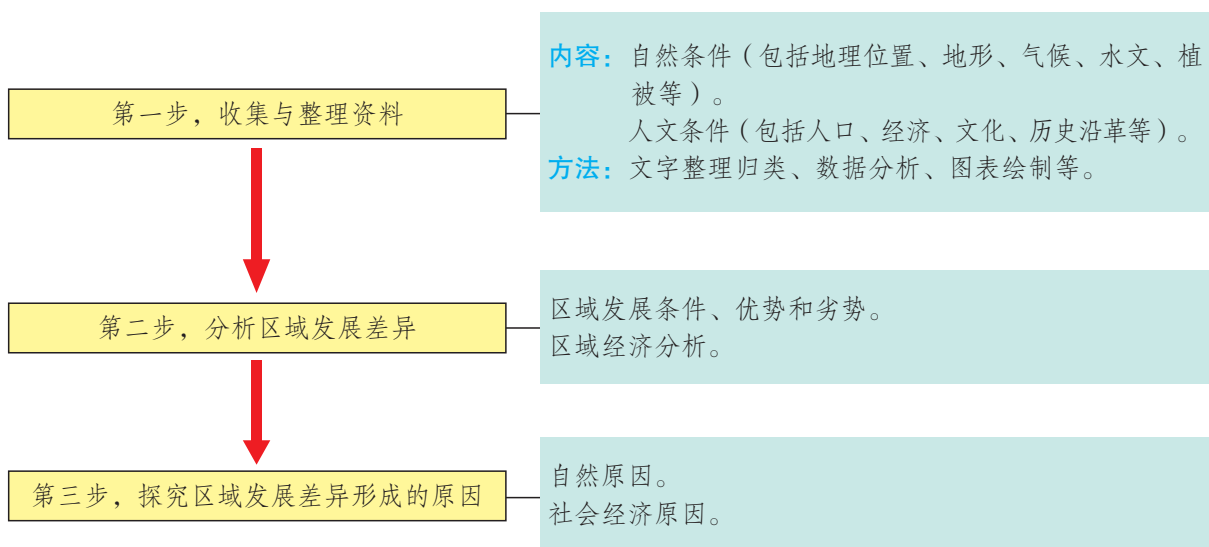 第一步，收集与整理资料
内容：自然条件（包括地理位置、地形、气候、水文、植
被等）。
人文条件（包括人口、经济、文化、历史沿革等）。
方法：文字整理归类、数据分析、图表绘制等。
第二步，分析区域发展差异
区域发展条件、优势和劣势。
区域经济分析。
第三步，探究区域发展差异形成的原因
自然原因。
社会经济原因。